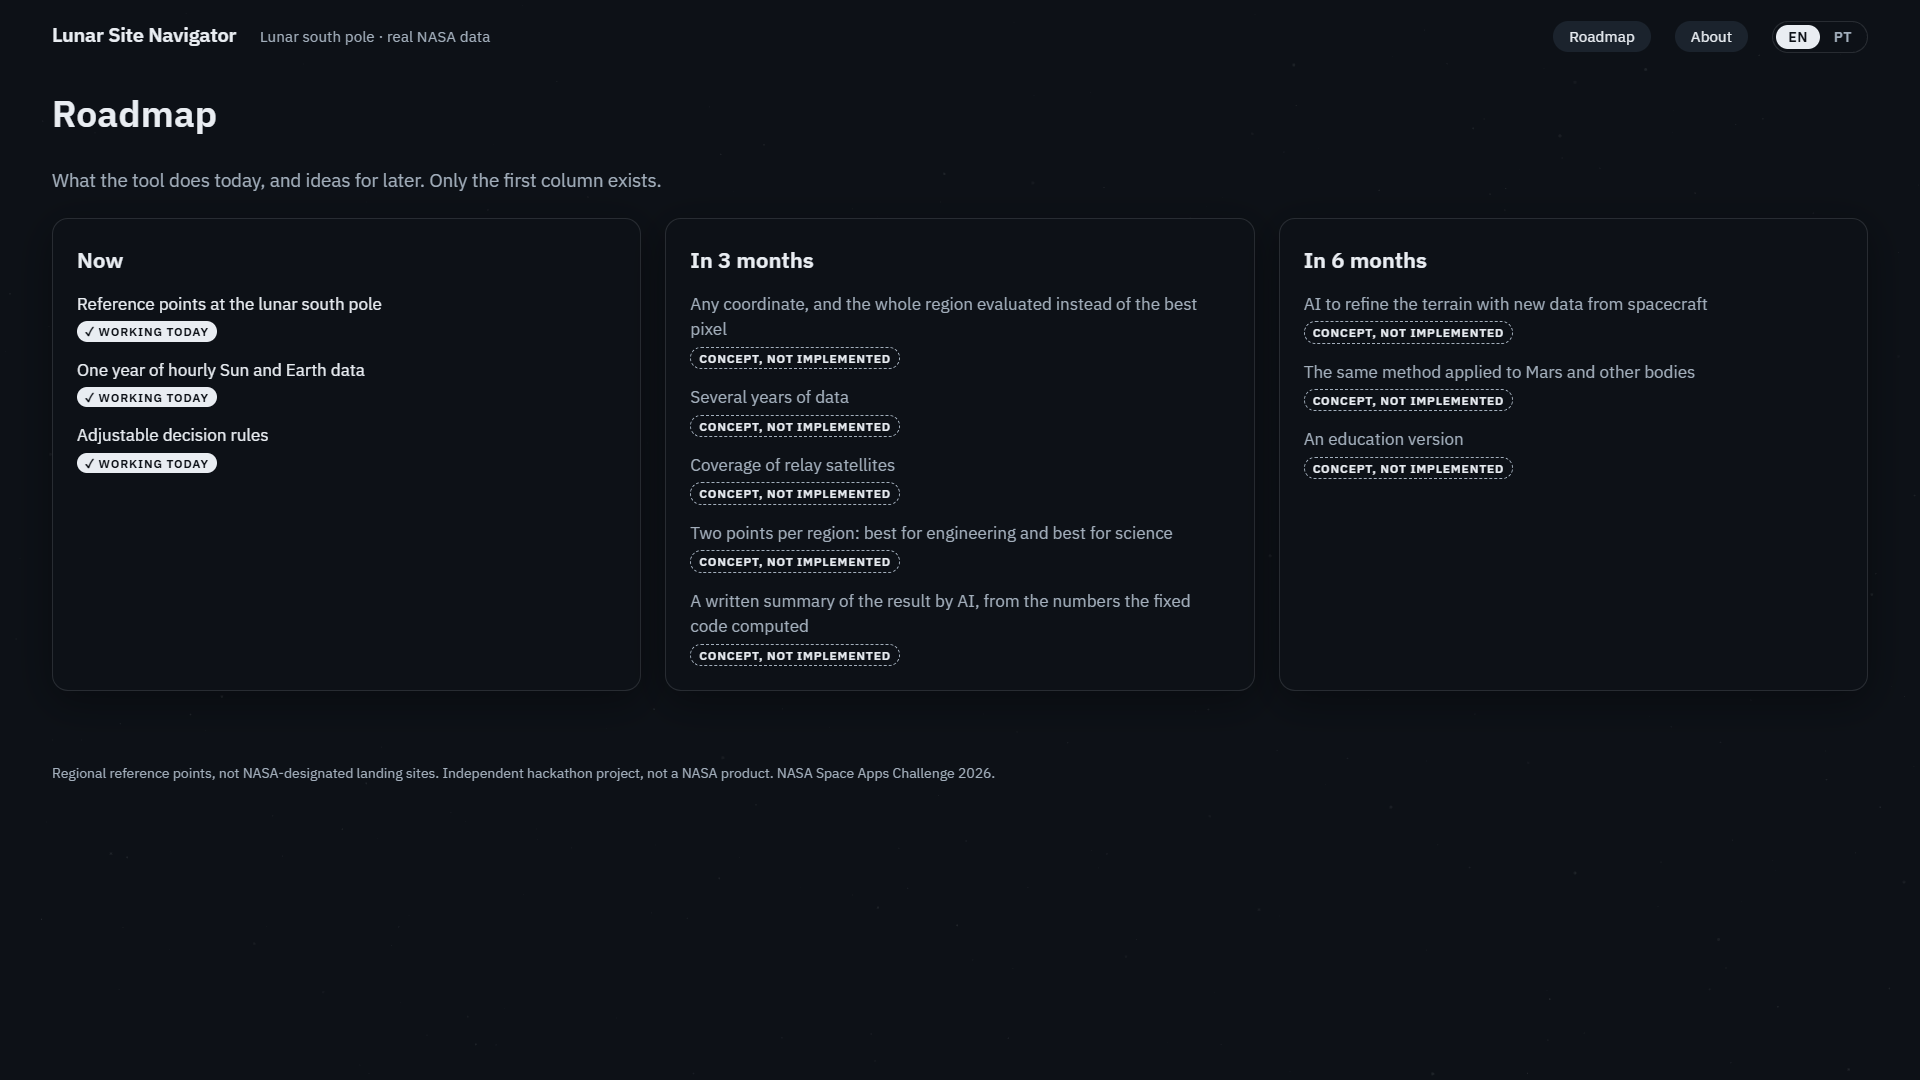 Lunar Site Navigator
Lunar south pole · real NASA data
Roadmap
About
EN
PT
Roadmap
What the tool does today, and ideas for later. Only the first column exists.
Now
Reference points at the lunar south pole
✓ WORKING TODAY
One year of hourly Sun and Earth data
✓ WORKING TODAY
Adjustable decision rules
✓ WORKING TODAY
In 3 months
Any coordinate, and the whole region evaluated instead of the best
pixel
CONCEPT, NOT IMPLEMENTED
Several years of data
CONCEPT, NOT IMPLEMENTED
Coverage of relay satellites
CONCEPT, NOT IMPLEMENTED
Two points per region: best for engineering and best for science
CONCEPT, NOT IMPLEMENTED
A written summary of the result by AI, from the numbers the fixed
code computed
CONCEPT, NOT IMPLEMENTED
In 6 months
AI to refine the terrain with new data from spacecraft
CONCEPT, NOT IMPLEMENTED
The same method applied to Mars and other bodies
CONCEPT, NOT IMPLEMENTED
An education version
CONCEPT, NOT IMPLEMENTED
Regional reference points, not NASA-designated landing sites. Independent hackathon project, not a NASA product. NASA Space Apps Challenge 2026.